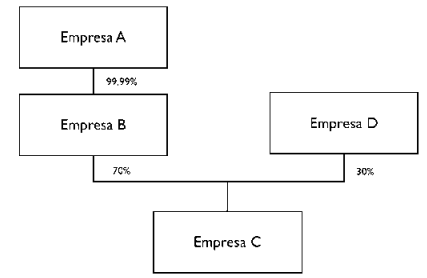 Empresa A
99,99%
Empresa B
Empresa D
70%
30%
Empresa C